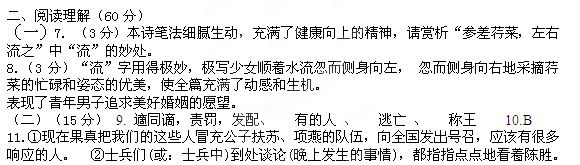 二、阅读理解（60 分）
（一）7.（3 分）本诗笔法细腻生动，充满了健康向上的精神，请赏析“参差荇菜，左右
流之”中“流”的妙处。
8.（3 分）“流”字用得极妙，极写少女顺着水流忽而侧身向左， 忽而侧身向右地采摘荇
菜的忙碌和姿态的优美，使全篇充满了动感和生机。
表现了青年男子追求美好婚姻的愿望。
（二）（15 分） 9. 適同谪，责罚，发配、 有的人 、 逃亡 、 称王 10.B
11.①现在果真把我们的这些人冒充公子扶苏、项燕的队伍，向全国发出号召，应该有很多
响应的人。 ②士兵们（或：士兵中）到处谈论（晚上发生的事情），都指指点点地看着陈胜。